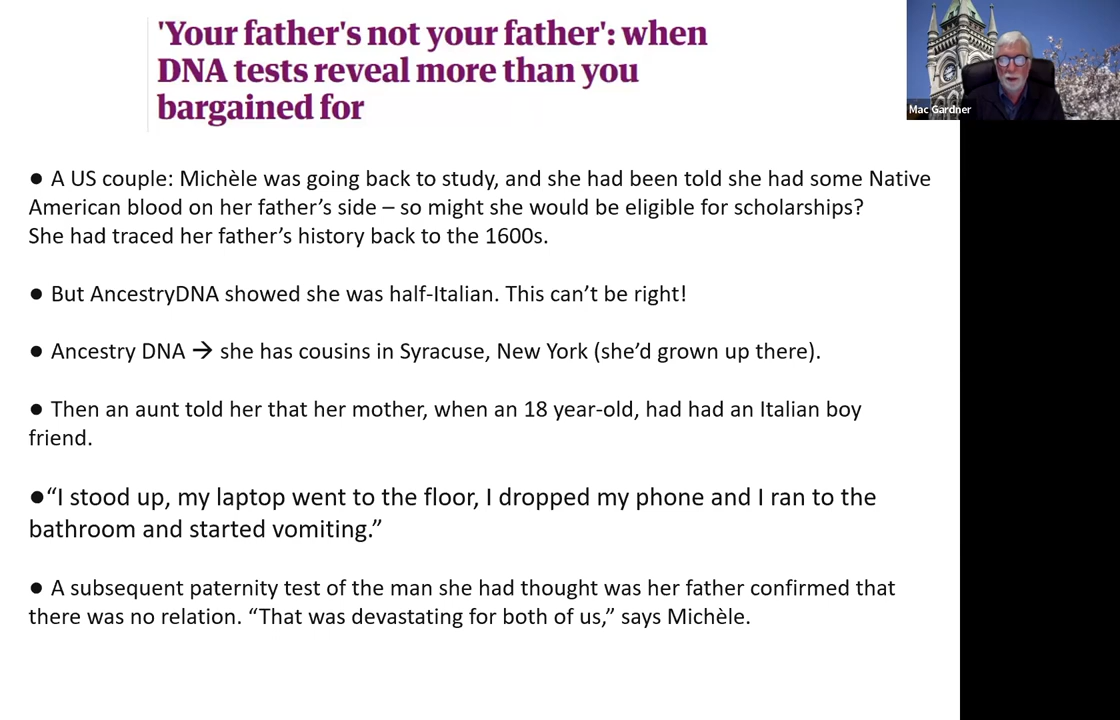 'Your father's not your father': when
DNA tests reveal more than you
bargained for
Mac Gardner
● A US couple: Michèle was going back to study, and she had been told she had some Native
American blood on her father’s side – so might she would be eligible for scholarships?
She had traced her father’s history back to the 1600s.
● But AncestryDNA showed she was half-Italian. This can’t be right!
● Ancestry DNA → she has cousins in Syracuse, New York (she’d grown up there).
● Then an aunt told her that her mother, when an 18 year-old, had had an Italian boy
friend.
●“I stood up, my laptop went to the floor, I dropped my phone and I ran to the
bathroom and started vomiting.”
● A subsequent paternity test of the man she had thought was her father confirmed that
there was no relation. “That was devastating for both of us,” says Michèle.